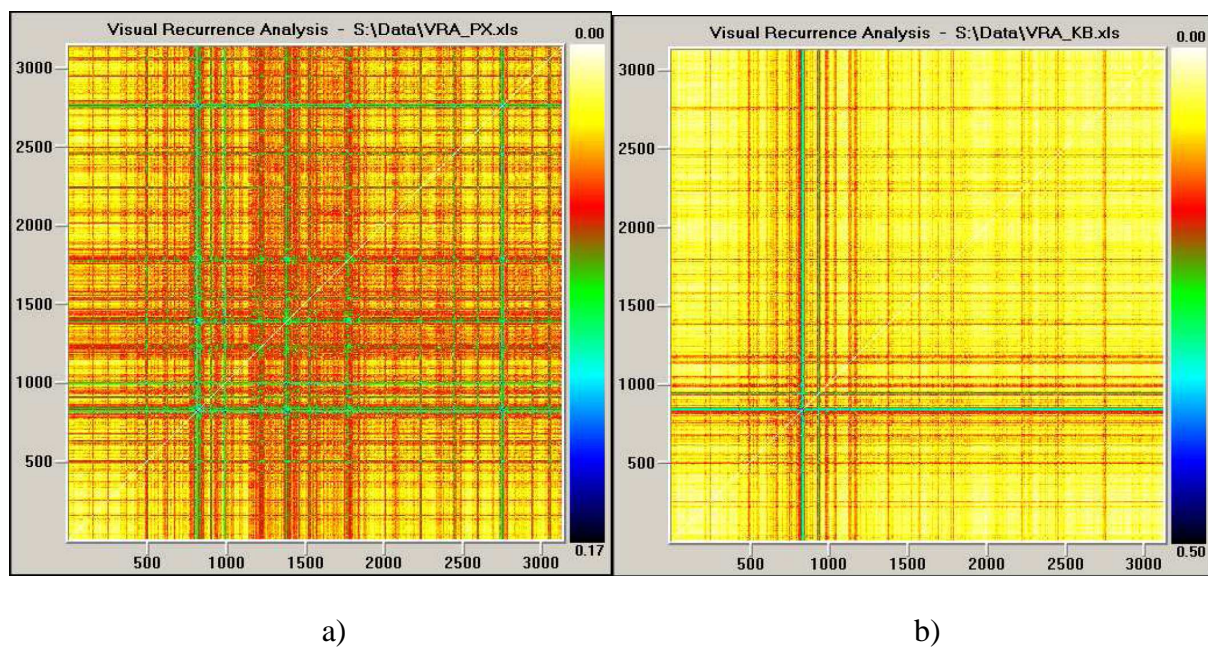 Visual Recurrence Analysis - S:\Data\VRA_PX.xls
0.00
3000
2500
2000
1500
1000
500
500 1000 1500 2000 2500 3000
0.17
Visual Recurrence Analysis - S:\Data\VRA_KB.xls
0.00
3000
2500
2000
1500
1000
500
500 1000 1500 2000 2500 3000
0.50
a)
b)